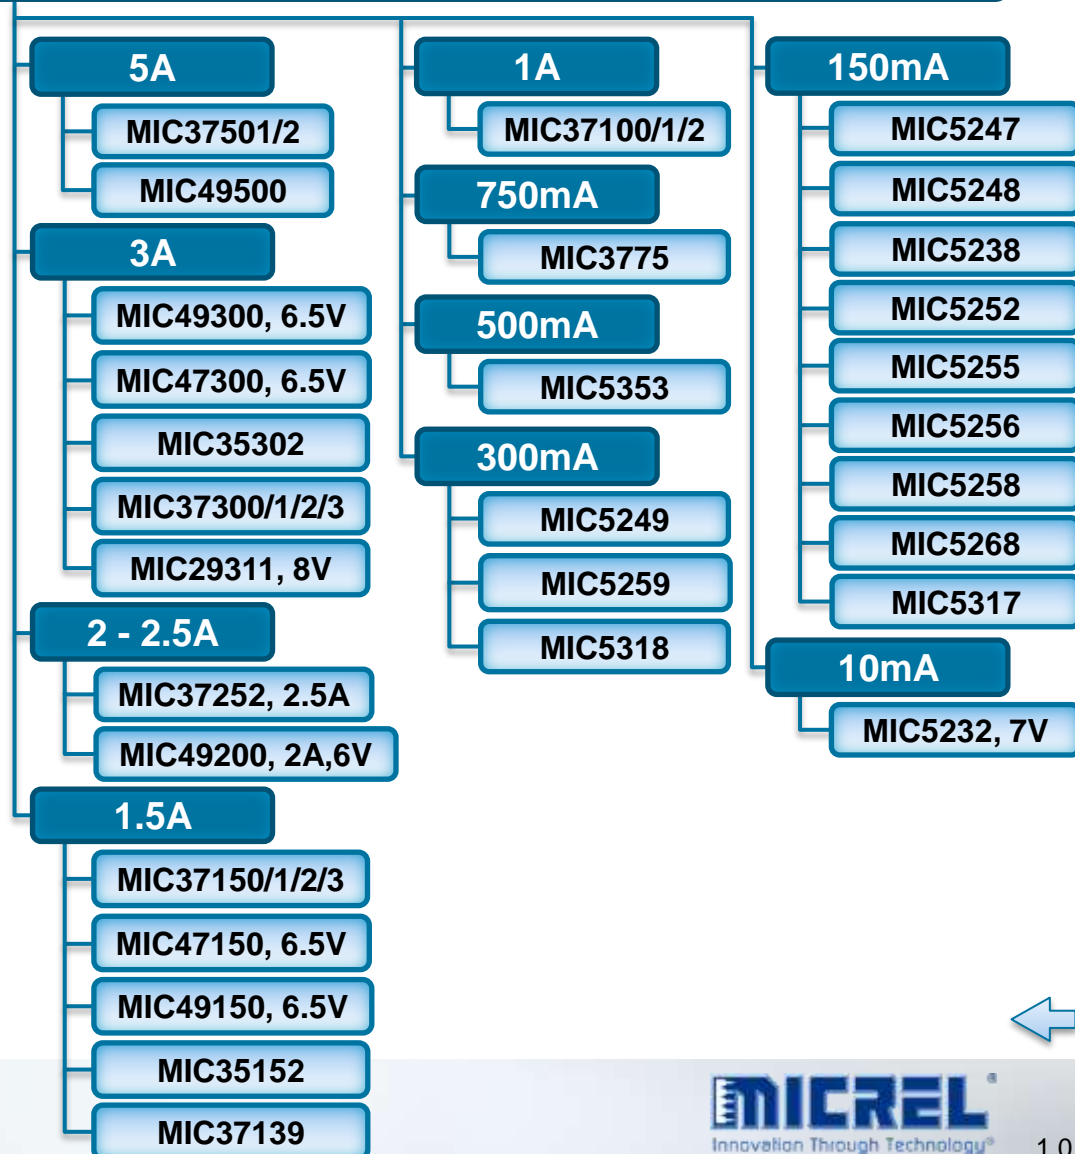 5A
MIC37501/2
MIC49500
3A
MIC49300, 6.5V
MIC47300, 6.5V
MIC35302
MIC37300/1/2/3
MIC29311, 8V
2 - 2.5A
MIC37252, 2.5A
MIC49200, 2A,6V
1.5A
MIC37150/1/2/3
MIC47150, 6.5V
MIC49150, 6.5V
MIC35152
MIC37139
1A
MIC37100/1/2
750mA
MIC3775
500mA
MIC5353
300mA
MIC5249
MIC5259
MIC5318
150mA
MIC5247
MIC5248
MIC5238
MIC5252
MIC5255
MIC5256
MIC5258
MIC5268
MIC5317
10mA
MIC5232, 7V
MICREL®
Innovation Through Technology®
10